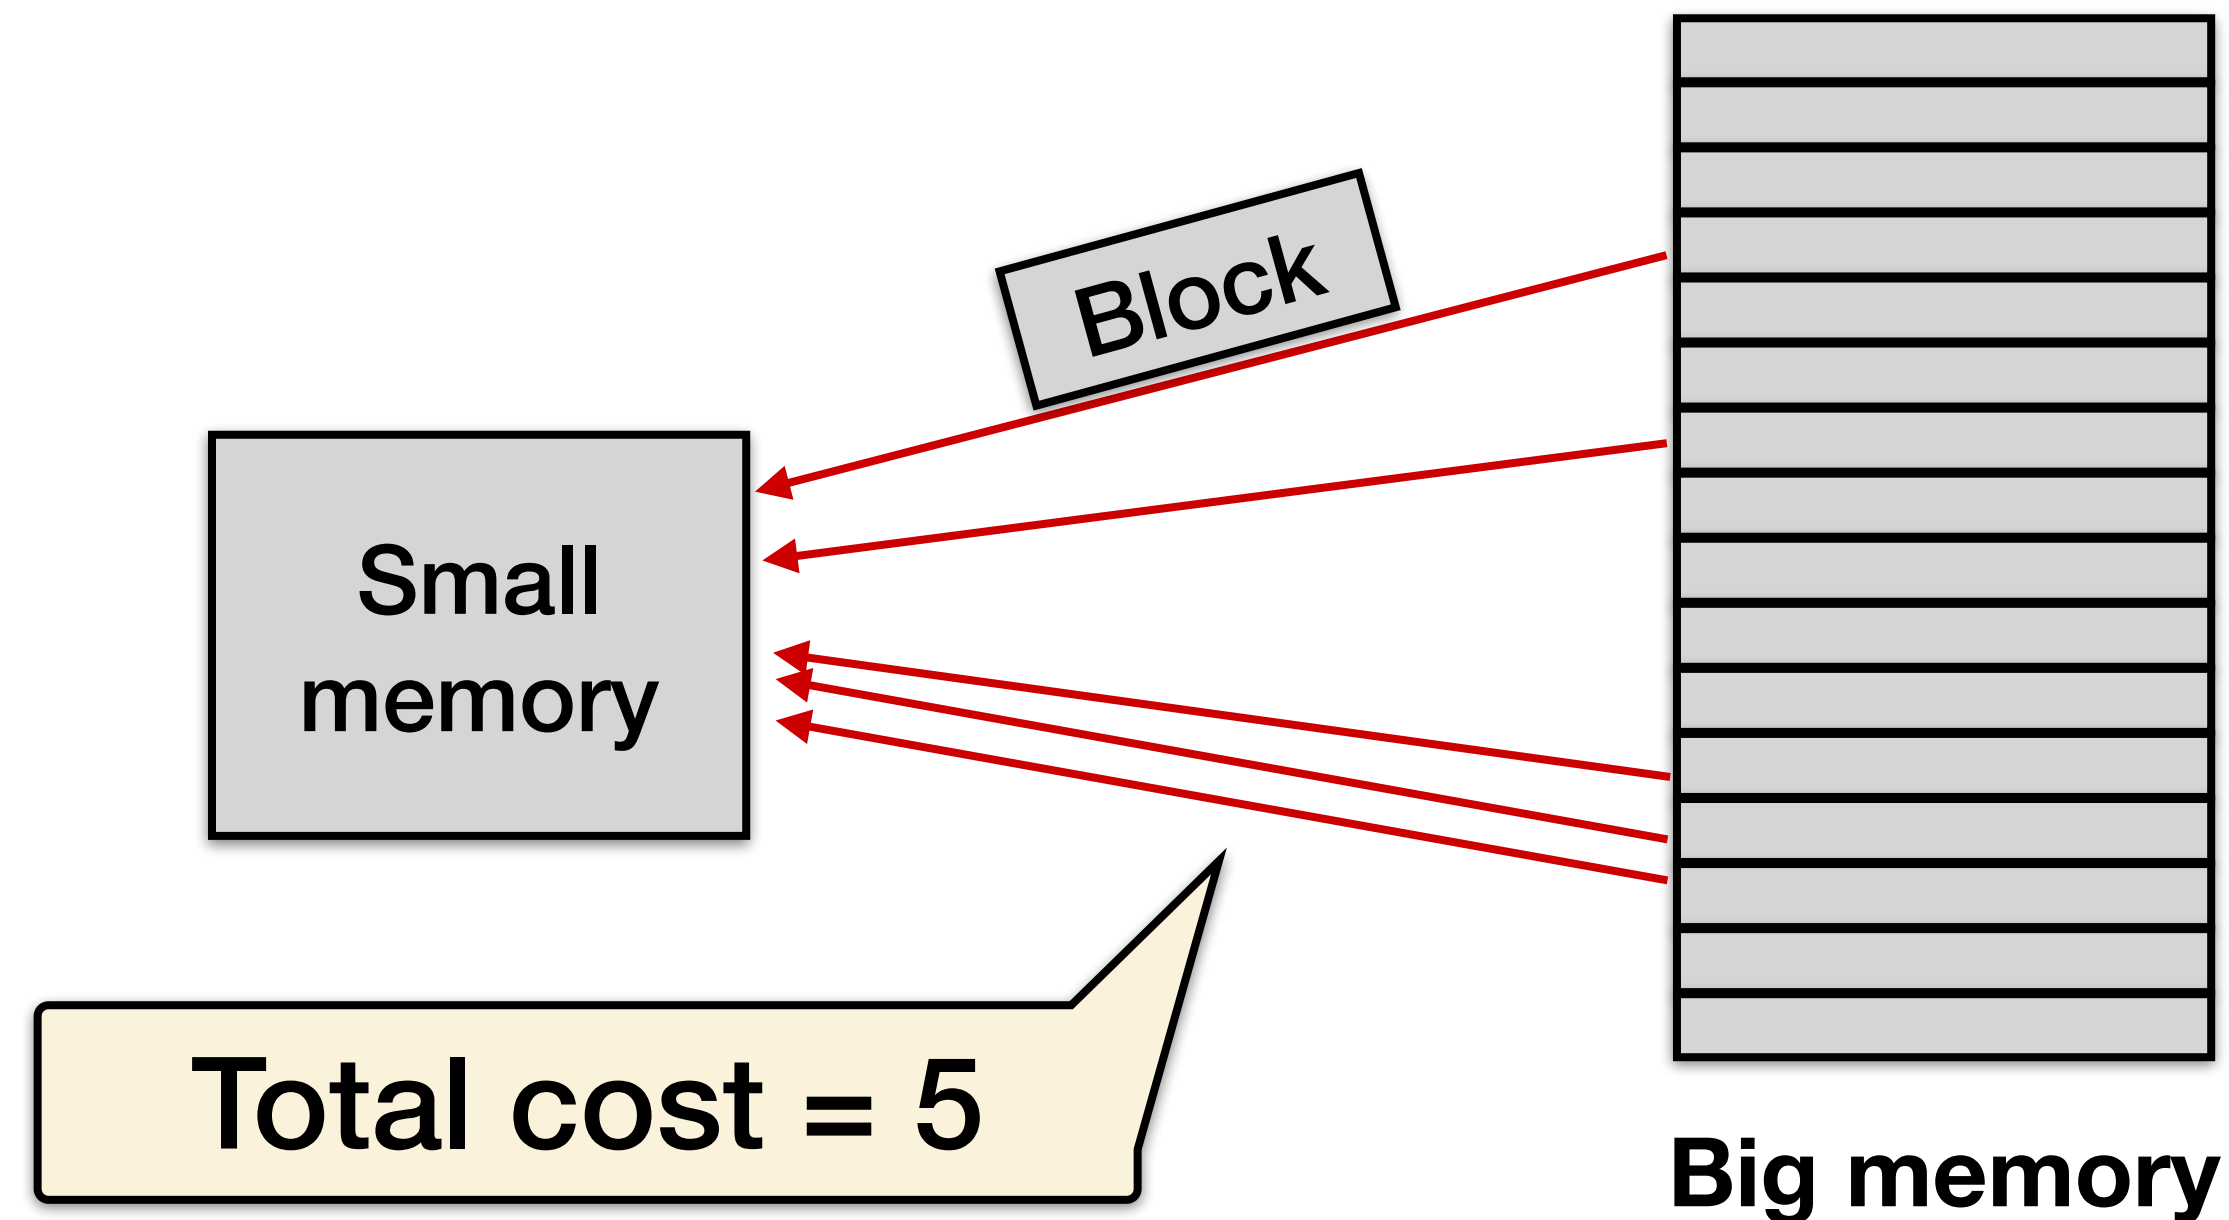 Block
Small
memory
Total cost = 5
Big memory